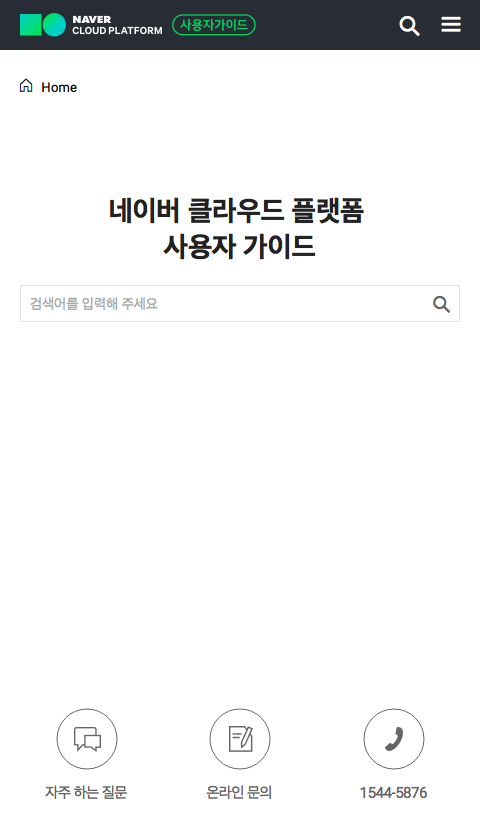 NAVER
CLOUD PLATFORM
사용자가이드
Home
네이버 클라우드 플랫폼
사용자 가이드
검색어를 입력해 주세요
자주 하는 질문
온라인 문의
1544-5876